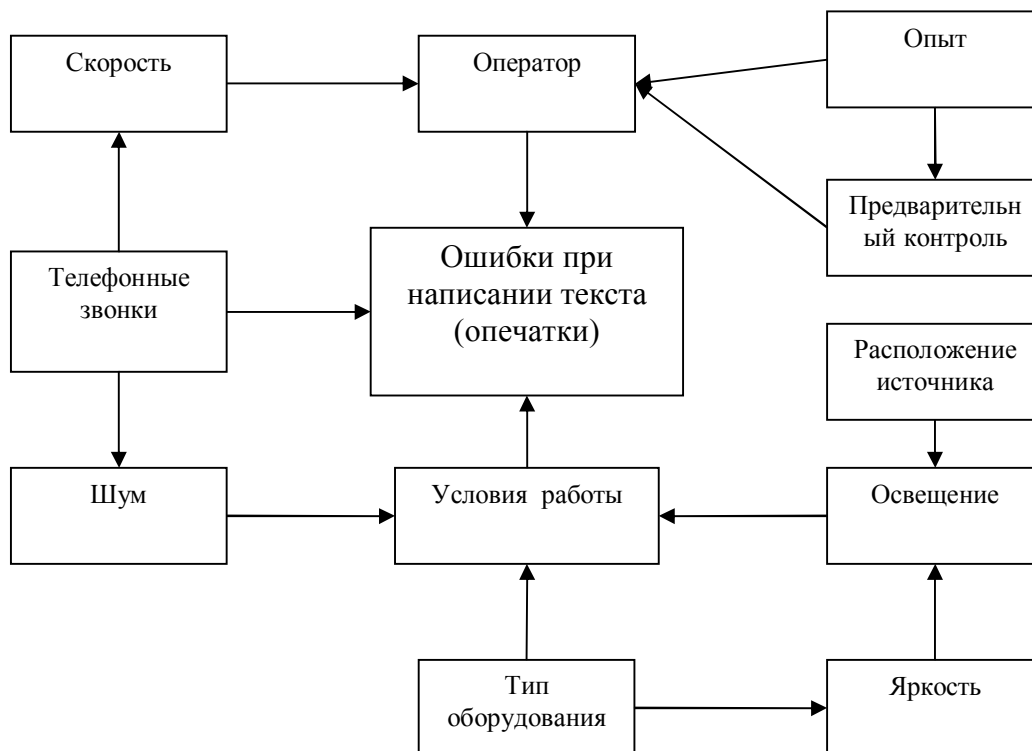 Скорость
Оператор
Опыт
Предварительн
ый контроль
Телефонные
звонки
Ошибки при
написании текста
(опечатки)
Расположение
источника
Шум
Условия работы
Освещение
Тип
оборудования
Яркость